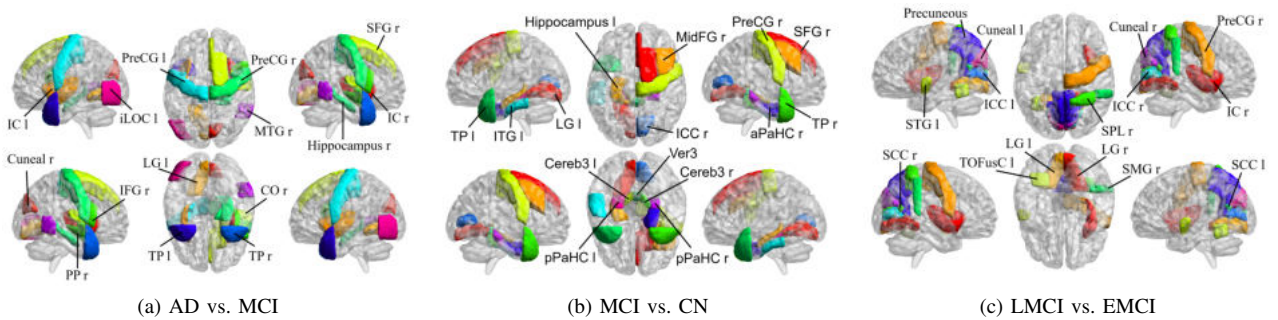 SFG r
PreCG l
PreCG r
IC l
iLOC l
MTG r
IC r
Hippocampus r
Cuneal r
IFG r
LG l
CO r
PP r
TP l
TP r
(a) AD vs. MCI
Hippocampus l
PreCG r
MidFG r
SFG r
TP l
ITG l
LG l
ICC r
aPaHC r
TP r
Cereb3 l
Ver3
Cereb3 r
pPaHC l
pPaHC r
(b) MCI vs. CN
Precuneous
Cuneal l
Cuneal r
PreCG r
STG l
ICC l
ICC r
SPL r
IC r
SCC r
TOFusC l
LG l
LG r
SMG r
SCC l
(c) LMCI vs. EMCI